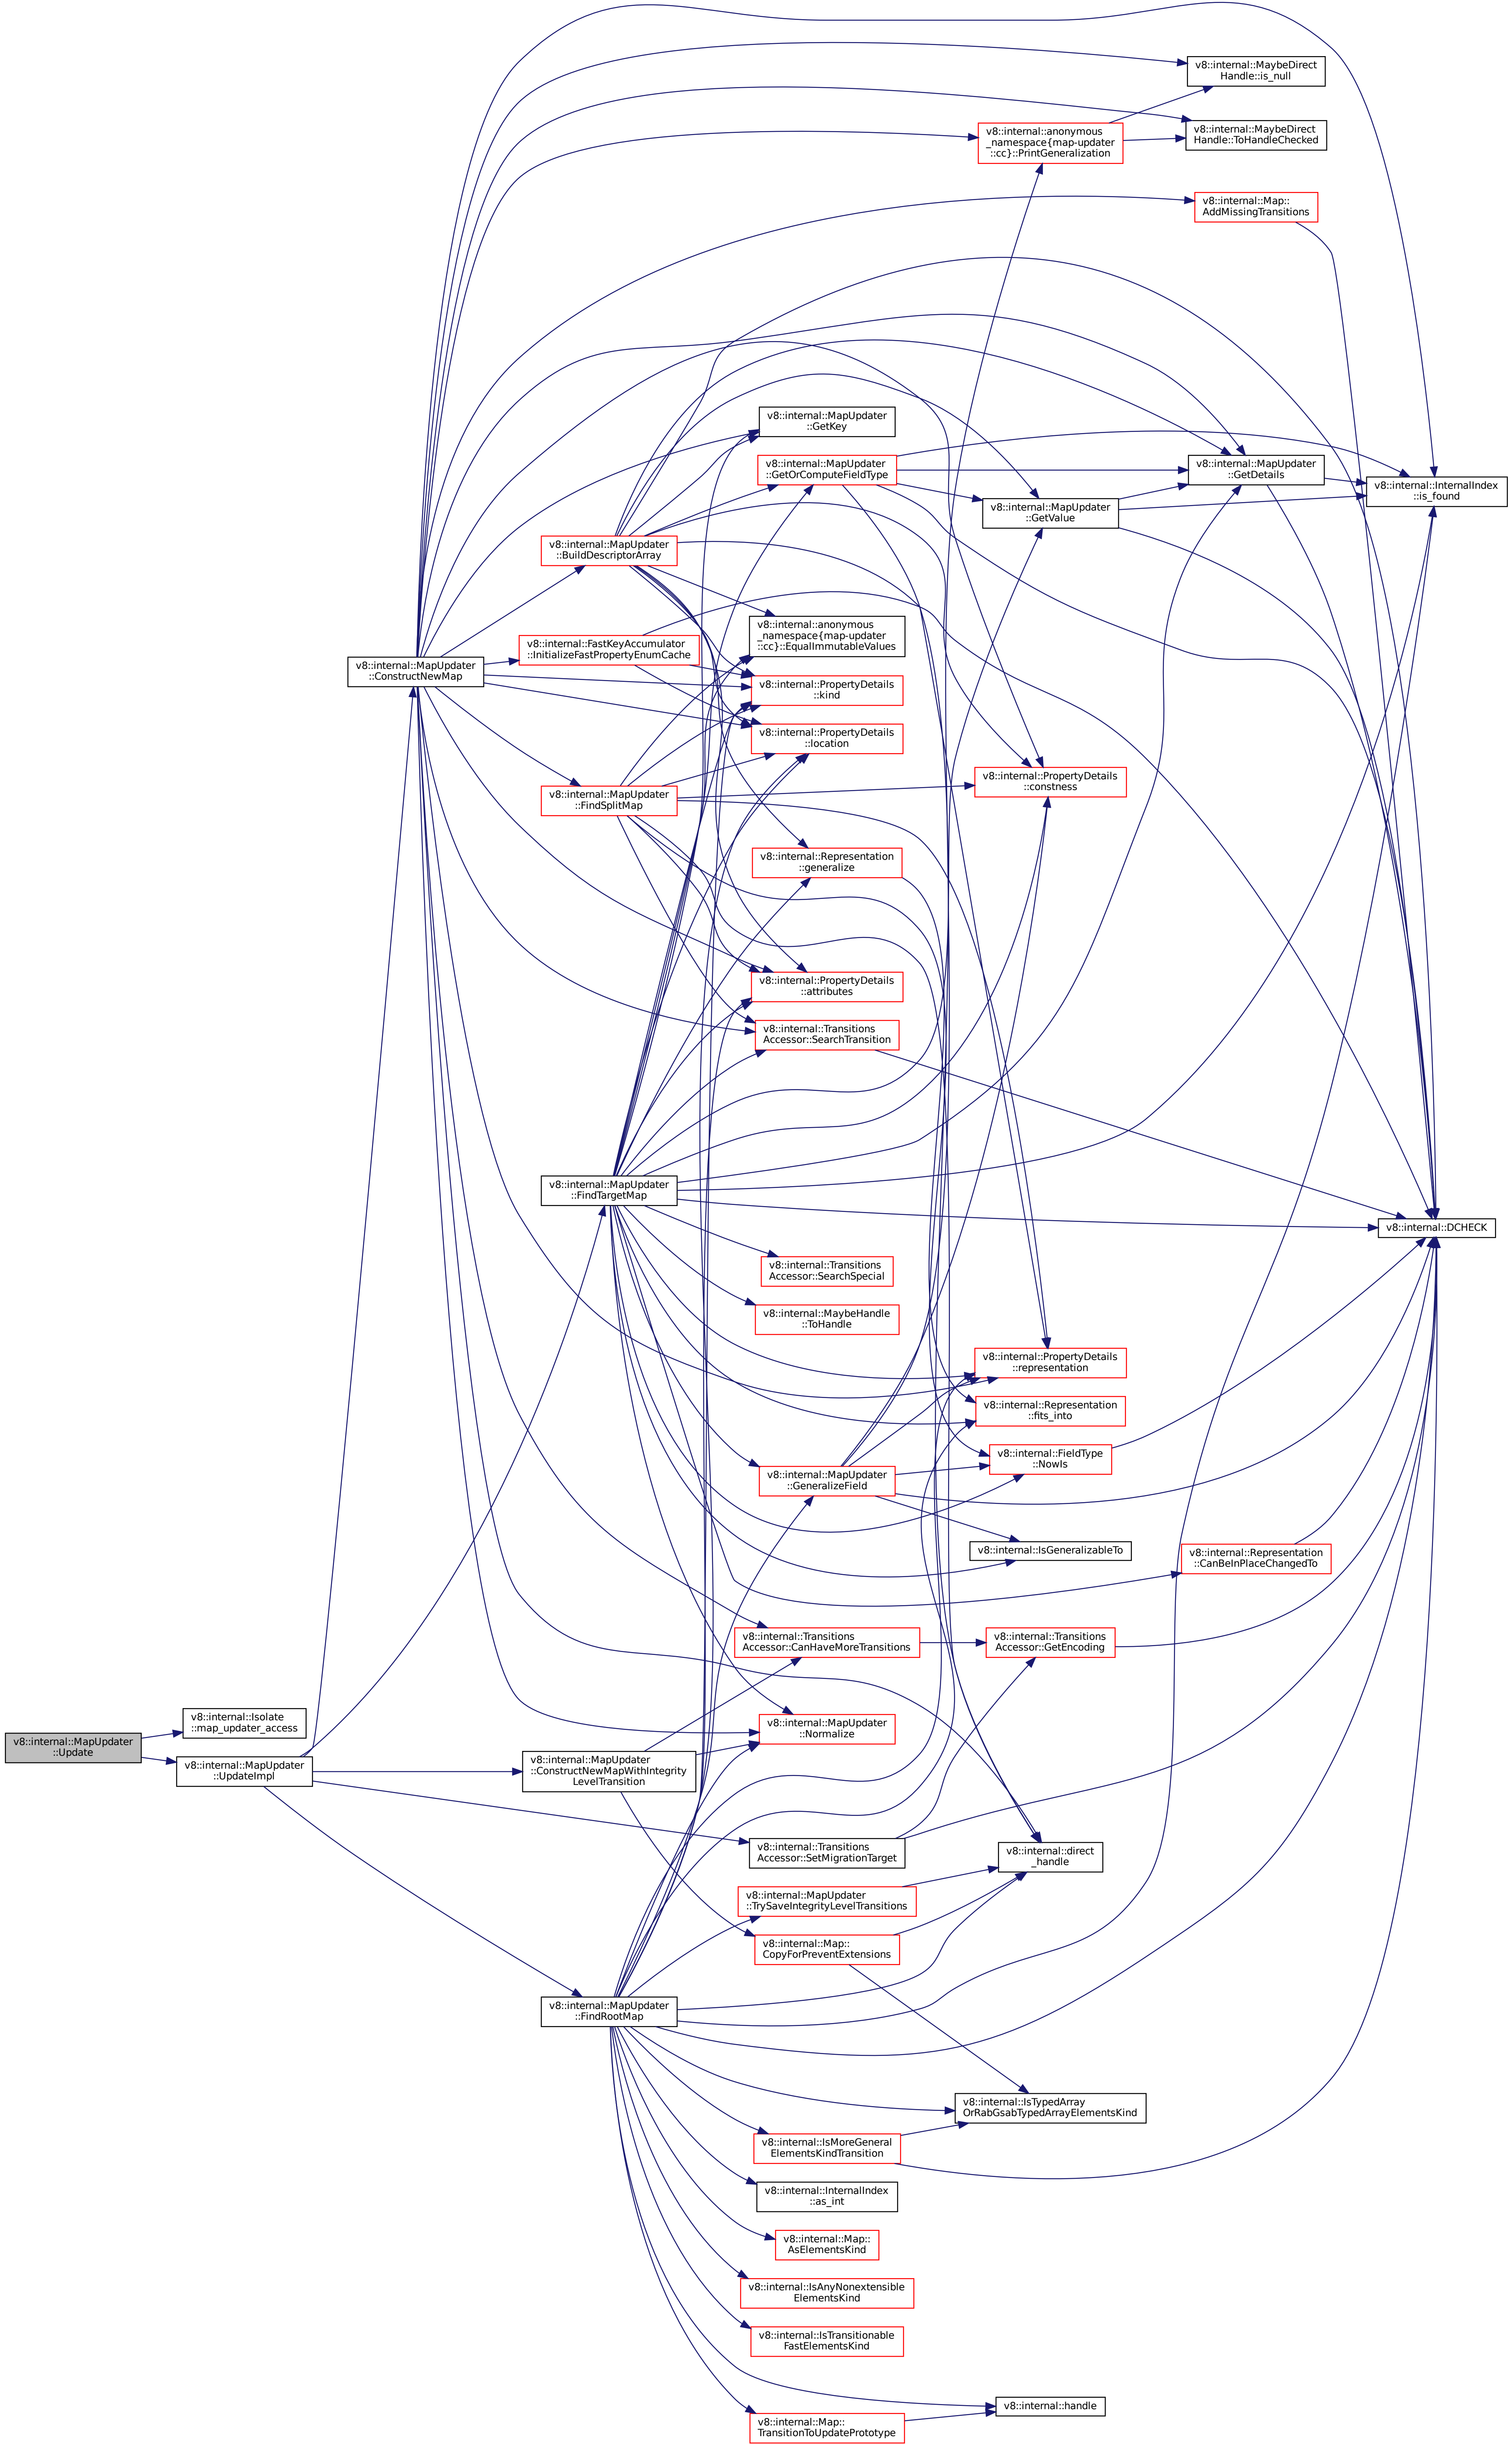 v8::internal::MapUpdater
::Update
v8::internal::Isolate
::map_updater_access
v8::internal::MapUpdater
::UpdateImpl
v8::internal::MapUpdater
::ConstructNewMap
v8::internal::MapUpdater
::BuildDescriptorArray
v8::internal::FastKeyAccumulator
::InitializeFastPropertyEnumCache
v8::internal::MapUpdater
::FindSplitMap
v8::internal::MapUpdater
::FindTargetMap
v8::internal::MapUpdater
::ConstructNewMapWithIntegrity
LevelTransition
v8::internal::MapUpdater
::FindRootMap
v8::internal::MapUpdater
::GetKey
v8::internal::MapUpdater
::GetOrComputeFieldType
v8::internal::anonymous
_namespace{map-updater
::cc}::EqualImmutableValues
v8::internal::PropertyDetails
::kind
v8::internal::PropertyDetails
::location
v8::internal::Representation
::generalize
v8::internal::PropertyDetails
::attributes
v8::internal::Transitions
Accessor::SearchTransition
v8::internal::Transitions
Accessor::SearchSpecial
v8::internal::MaybeHandle
::ToHandle
v8::internal::MapUpdater
::GeneralizeField
v8::internal::Transitions
Accessor::CanHaveMoreTransitions
v8::internal::MapUpdater
::Normalize
v8::internal::Transitions
Accessor::SetMigrationTarget
v8::internal::MapUpdater
::TrySaveIntegrityLevelTransitions
v8::internal::Map::
CopyForPreventExtensions
v8::internal::IsMoreGeneral
ElementsKindTransition
v8::internal::InternalIndex
::as_int
v8::internal::Map::
AsElementsKind
v8::internal::IsAnyNonextensible
ElementsKind
v8::internal::IsTransitionable
FastElementsKind
v8::internal::Map::
TransitionToUpdatePrototype
v8::internal::anonymous
_namespace{map-updater
::cc}::PrintGeneralization
v8::internal::MapUpdater
::GetValue
v8::internal::PropertyDetails
::constness
v8::internal::PropertyDetails
::representation
v8::internal::Representation
::fits_into
v8::internal::FieldType
::NowIs
v8::internal::IsGeneralizableTo
v8::internal::Transitions
Accessor::GetEncoding
v8::internal::direct
_handle
v8::internal::IsTypedArray
OrRabGsabTypedArrayElementsKind
v8::internal::handle
v8::internal::MaybeDirect
Handle::is_null
v8::internal::MaybeDirect
Handle::ToHandleChecked
v8::internal::Map::
AddMissingTransitions
v8::internal::MapUpdater
::GetDetails
v8::internal::Representation
::CanBeInPlaceChangedTo
v8::internal::InternalIndex
::is_found
v8::internal::DCHECK